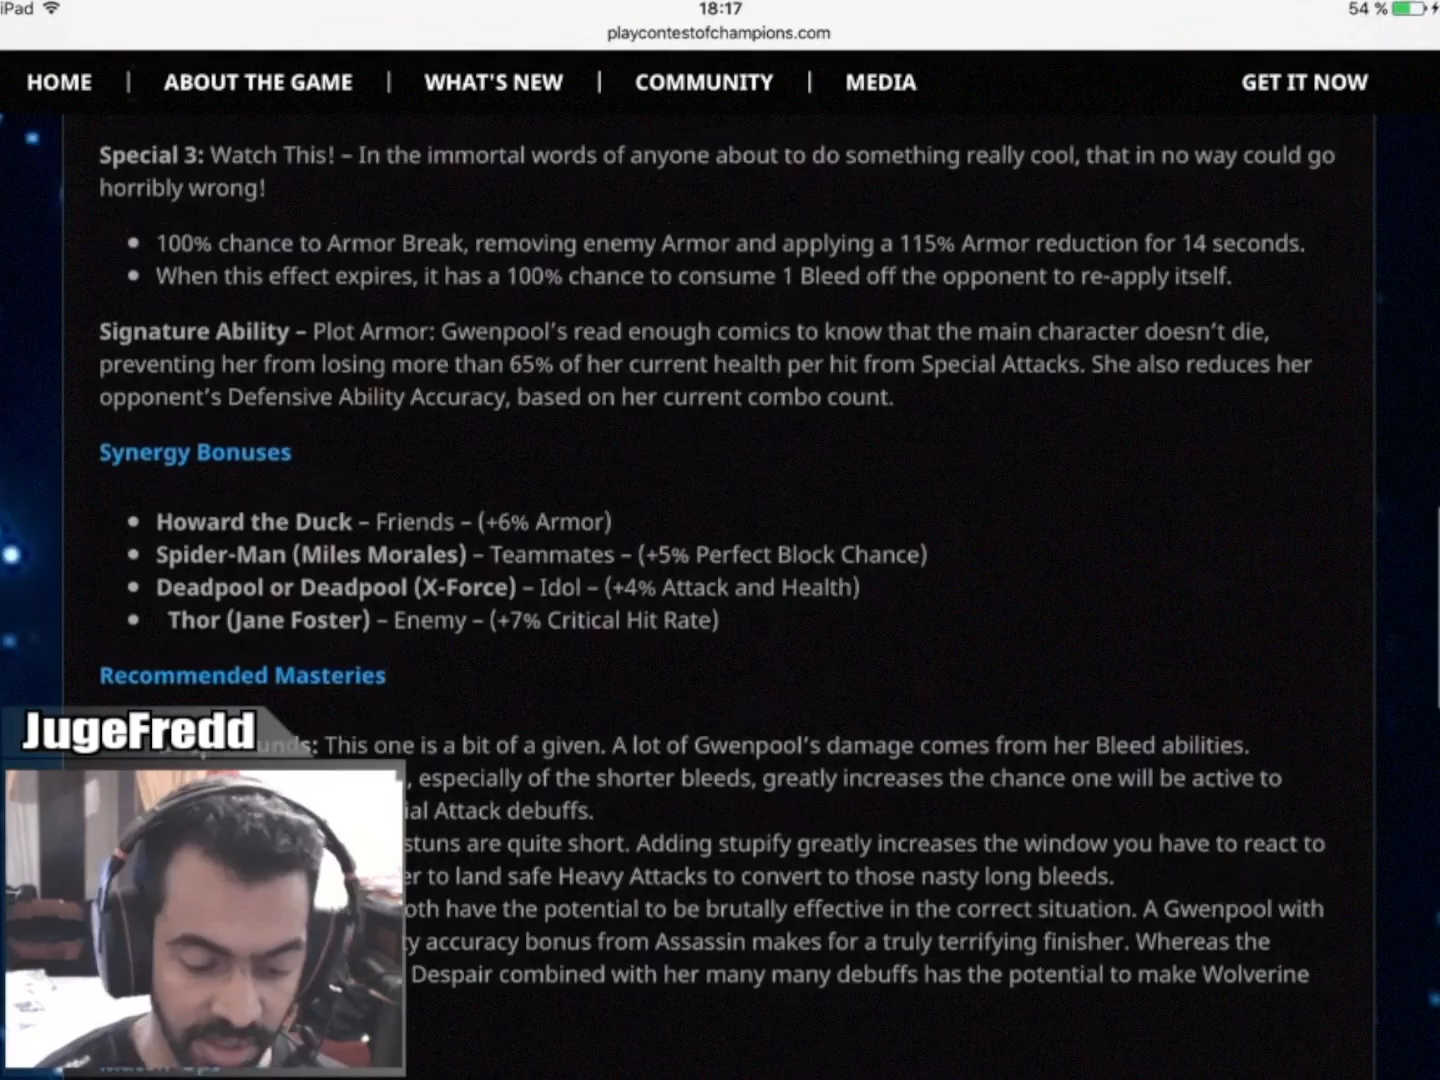 iPad 18:17 54 %
playcontestofchampions.com
HOME | ABOUT THE GAME | WHAT'S NEW | COMMUNITY | MEDIA GET IT NOW
Special 3: Watch This! – In the immortal words of anyone about to do something really cool, that in no way could go
horribly wrong!
• 100% chance to Armor Break, removing enemy Armor and applying a 115% Armor reduction for 14 seconds.
• When this effect expires, it has a 100% chance to consume 1 Bleed off the opponent to re-apply itself.
Signature Ability – Plot Armor: Gwenpool's read enough comics to know that the main character doesn't die,
preventing her from losing more than 65% of her current health per hit from Special Attacks. She also reduces her
opponent's Defensive Ability Accuracy, based on her current combo count.
Synergy Bonuses
• Howard the Duck – Friends – (+6% Armor)
• Spider-Man (Miles Morales) – Teammates – (+5% Perfect Block Chance)
• Deadpool or Deadpool (X-Force) – Idol – (+4% Attack and Health)
• Thor (Jane Foster) – Enemy – (+7% Critical Hit Rate)
Recommended Masteries
JugeFredd
This one is a bit of a given. A lot of Gwenpool's damage comes from her Bleed abilities.
, especially of the shorter bleeds, greatly increases the chance one will be active to
Attack debuffs.
stuns are quite short. Adding stupify greatly increases the window you have to react to
to land safe Heavy Attacks to convert to those nasty long bleeds.
have the potential to be brutally effective in the correct situation. A Gwenpool with
accuracy bonus from Assassin makes for a truly terrifying finisher. Whereas the
Despair combined with her many many debuffs has the potential to make Wolverine